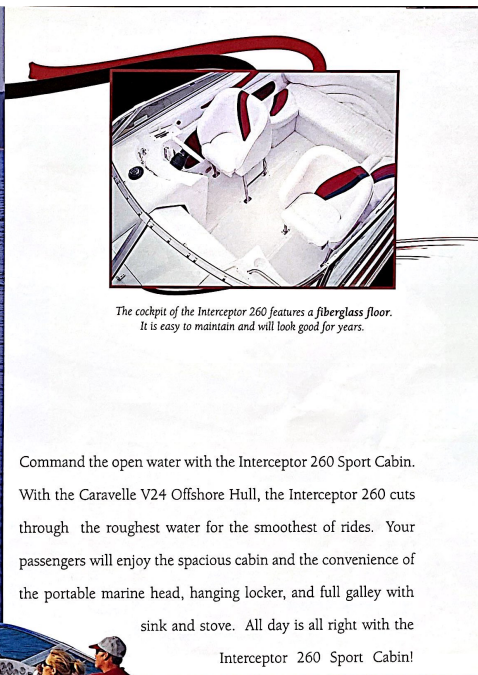 The cockpit of the Interceptor 260 features a fiberglass floor.
It is easy to maintain and will look good for years.
Command the open water with the Interceptor 260 Sport Cabin.
With the Caravelle V24 Offshore Hull, the Interceptor 260 cuts
through the roughest water for the smoothest of rides. Your
passengers will enjoy the spacious cabin and the convenience of
the portable marine head, hanging locker, and full galley with
sink and stove. All day is all right with the
Interceptor 260 Sport Cabin!